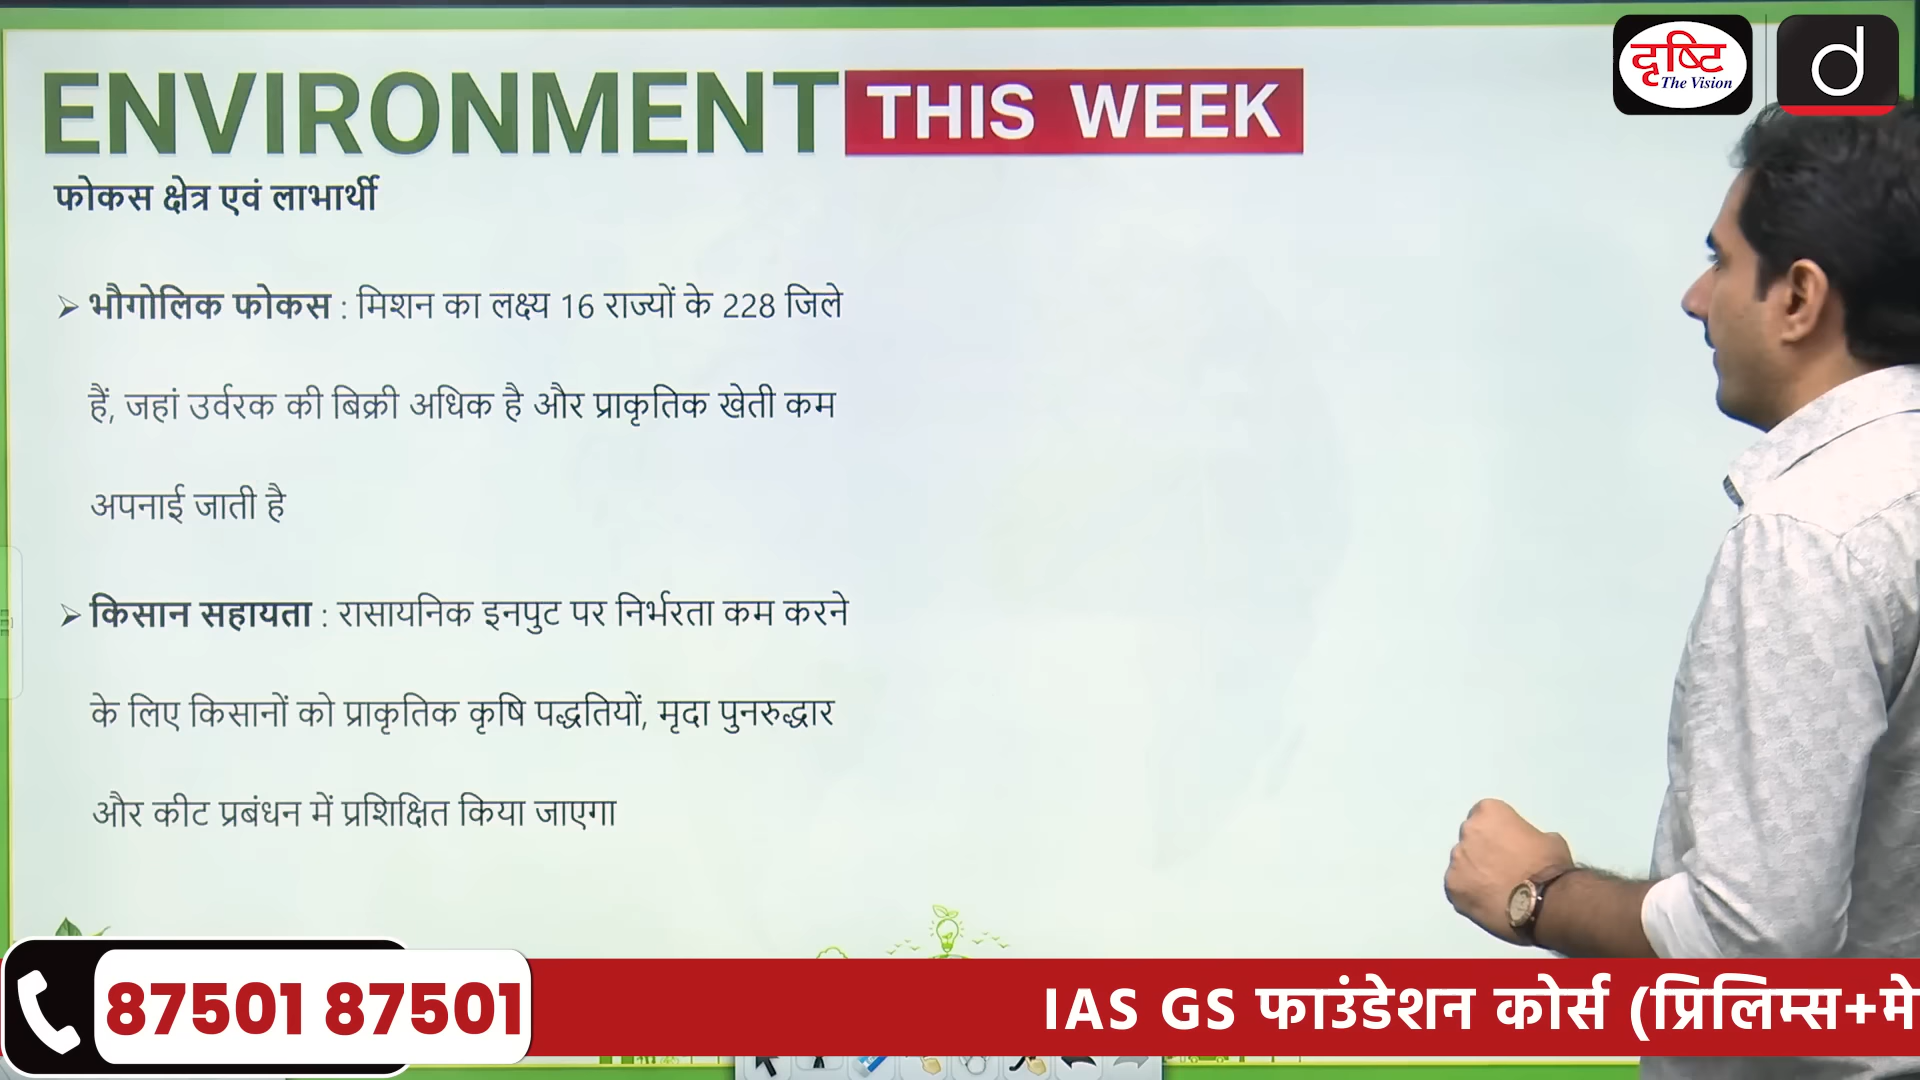 ENVIRONMENT THIS WEEK
दृष्टि
The Vision
d
फोकस क्षेत्र एवं लाभार्थी
➢ भौगोलिक फोकस : मिशन का लक्ष्य 16 राज्यों के 228 जिले
हैं, जहां उर्वरक की बिक्री अधिक है और प्राकृतिक खेती कम
अपनाई जाती है
➢ किसान सहायता : रासायनिक इनपुट पर निर्भरता कम करने
के लिए किसानों को प्राकृतिक कृषि पद्धतियों, मृदा पुनरुद्धार
और कीट प्रबंधन में प्रशिक्षित किया जाएगा
87501 87501
IAS GS फाउंडेशन कोर्स (प्रिलिम्स+मे